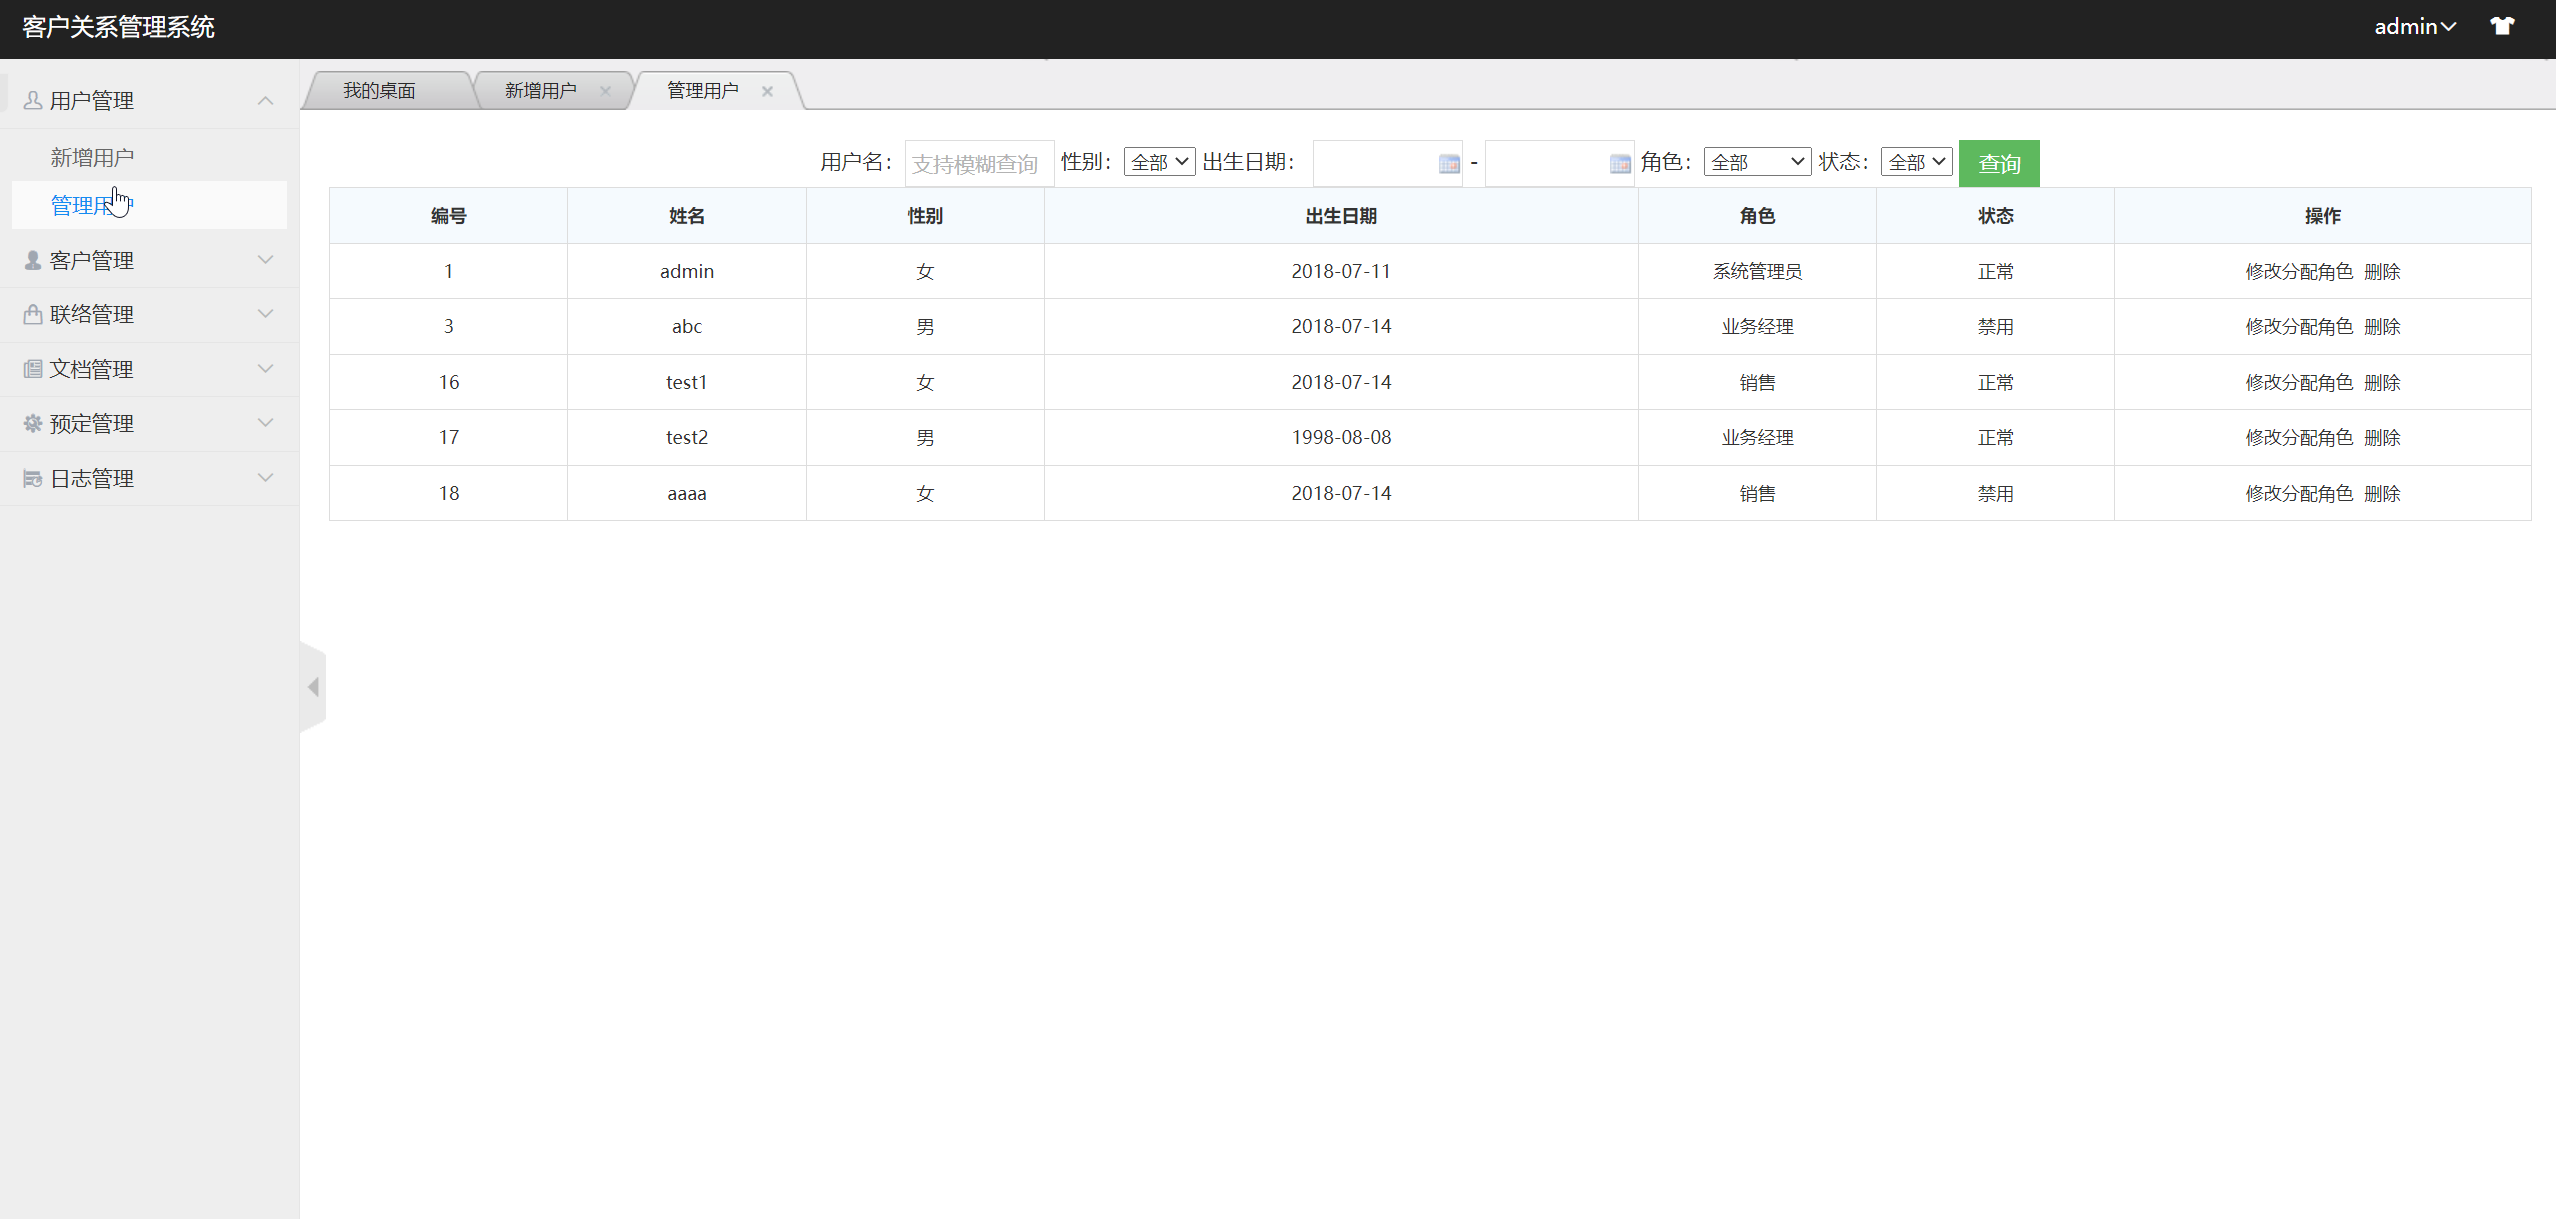 客户关系管理系统
admin
用户管理
新增用户
管理用户
客户管理
联络管理
文档管理
预定管理
日志管理
我的桌面 新增用户 管理用户
用户名： 支持模糊查询 性别： 全部 出生日期： - 角色： 全部 状态： 全部 查询
编号 姓名 性别 出生日期 角色 状态 操作
1 admin 女 2018-07-11 系统管理员 正常 修改分配角色 删除
3 abc 男 2018-07-14 业务经理 禁用 修改分配角色 删除
16 test1 女 2018-07-14 销售 正常 修改分配角色 删除
17 test2 男 1998-08-08 业务经理 正常 修改分配角色 删除
18 aaaa 女 2018-07-14 销售 禁用 修改分配角色 删除